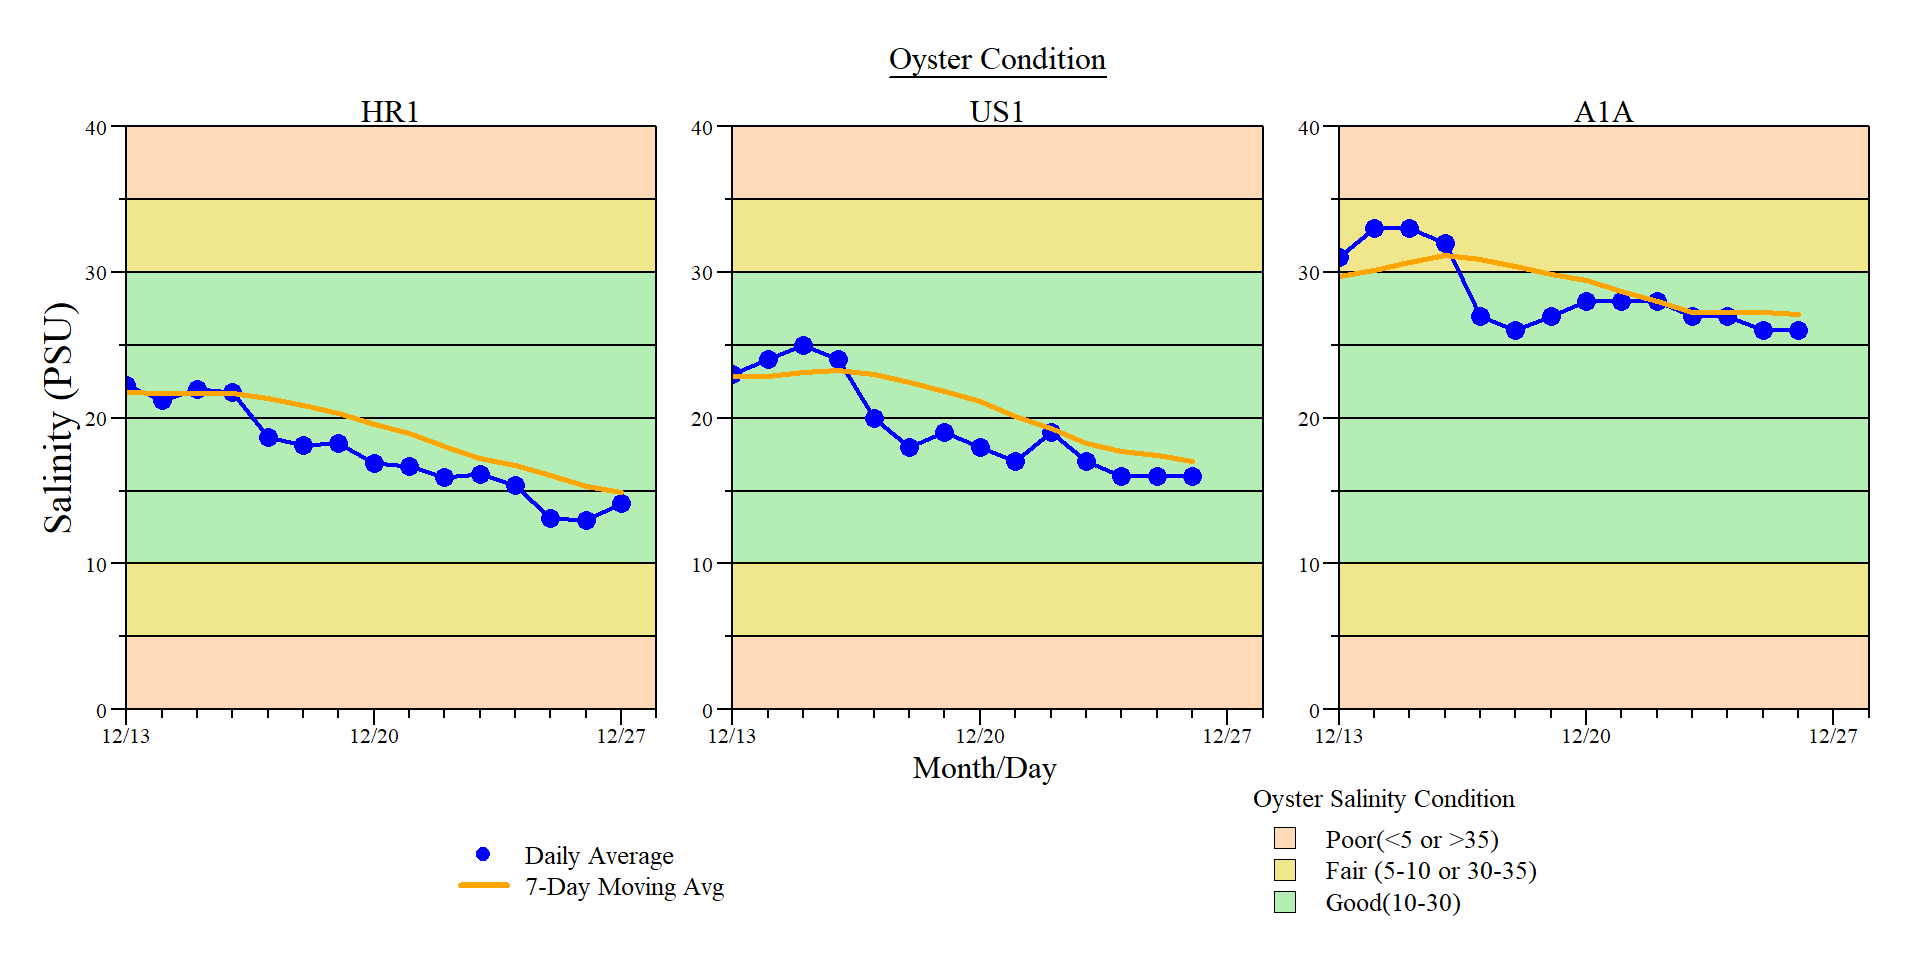 Oyster Condition
HR1
US1
A1A
40
30
20
10
0
40
30
20
10
0
40
30
20
10
0
Salinity (PSU)
12/13
12/20
12/27
12/13
12/20
12/27
12/13
12/20
12/27
Month/Day
Oyster Salinity Condition
Poor(<5 or >35)
Fair (5-10 or 30-35)
Good(10-30)
Daily Average
7-Day Moving Avg